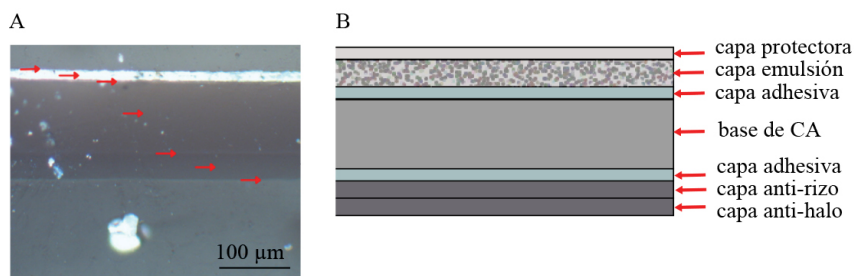 A
B
100 µm
capa protectora
capa emulsión
capa adhesiva
base de CA
capa adhesiva
capa anti-rizo
capa anti-halo